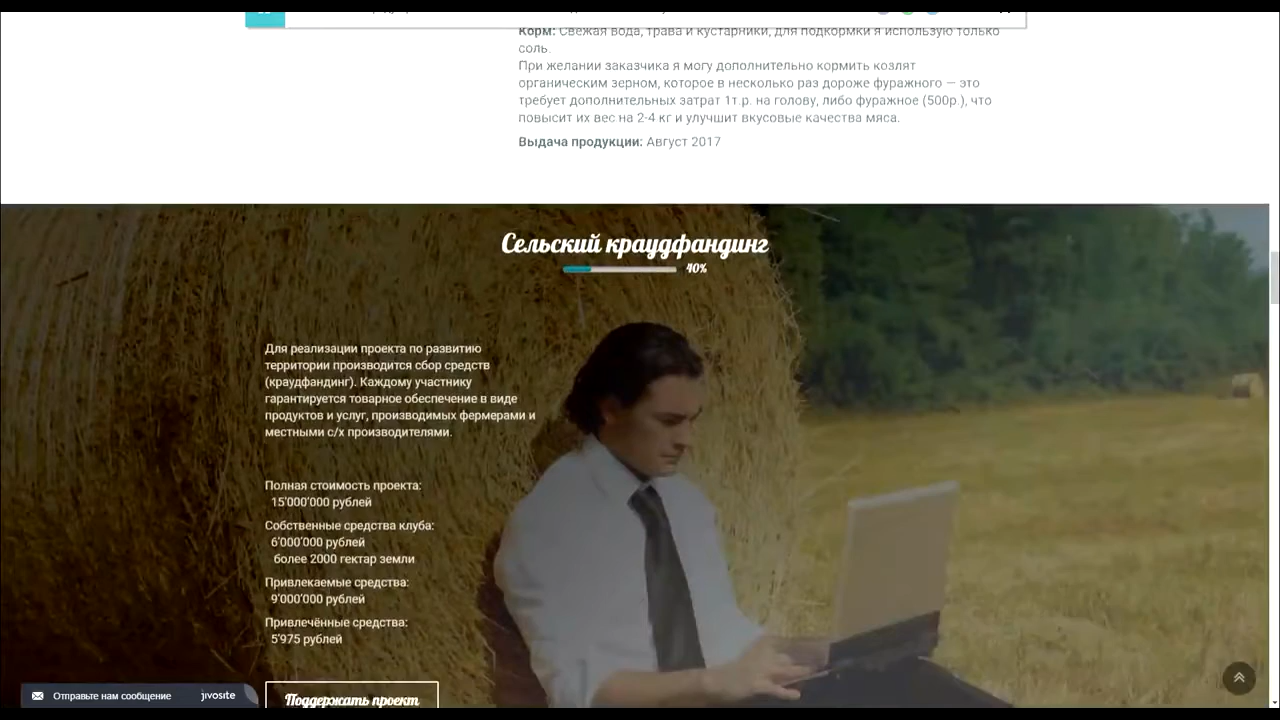 Корм: Свежая вода, трава и кустарники, для подкормки я использую только
соль.
При желании заказчика я могу дополнительно кормить козлят
органическим зерном, которое в несколько раз дороже фуражного — это
требует дополнительных затрат 1т.р. на голову, либо фуражное (500р.), что
повысит их вес на 2-4 кг и улучшит вкусовые качества мяса.
Выдача продукции: Август 2017
Сельский краудфандинг
40%
Для реализации проекта по развитию
территории производится сбор средств
(краудфандинг). Каждому участнику
гарантируется товарное обеспечение в виде
продуктов и услуг, производимых фермерами и
местными с/х производителями.
Полная стоимость проекта:
15'000'000 рублей
Собственные средства клуба:
6'000'000 рублей
более 2000 гектар земли
Привлекаемые средства:
9'000'000 рублей
Привлечённые средства:
5'975 рублей
Поддержать проект
Отправьте нам сообщение jivosite